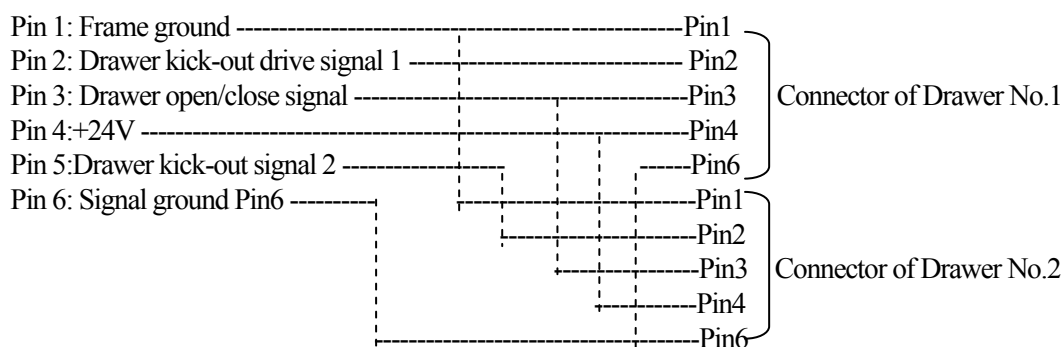 Pin 1: Frame ground Pin1
Pin 2: Drawer kick-out drive signal 1 Pin2
Pin 3: Drawer open/close signal Pin3 Connector of Drawer No.1
Pin 4:+24V Pin4
Pin 5:Drawer kick-out signal 2 Pin6
Pin 6: Signal ground Pin6 Pin1
Pin2
Pin3 Connector of Drawer No.2
Pin4
Pin6